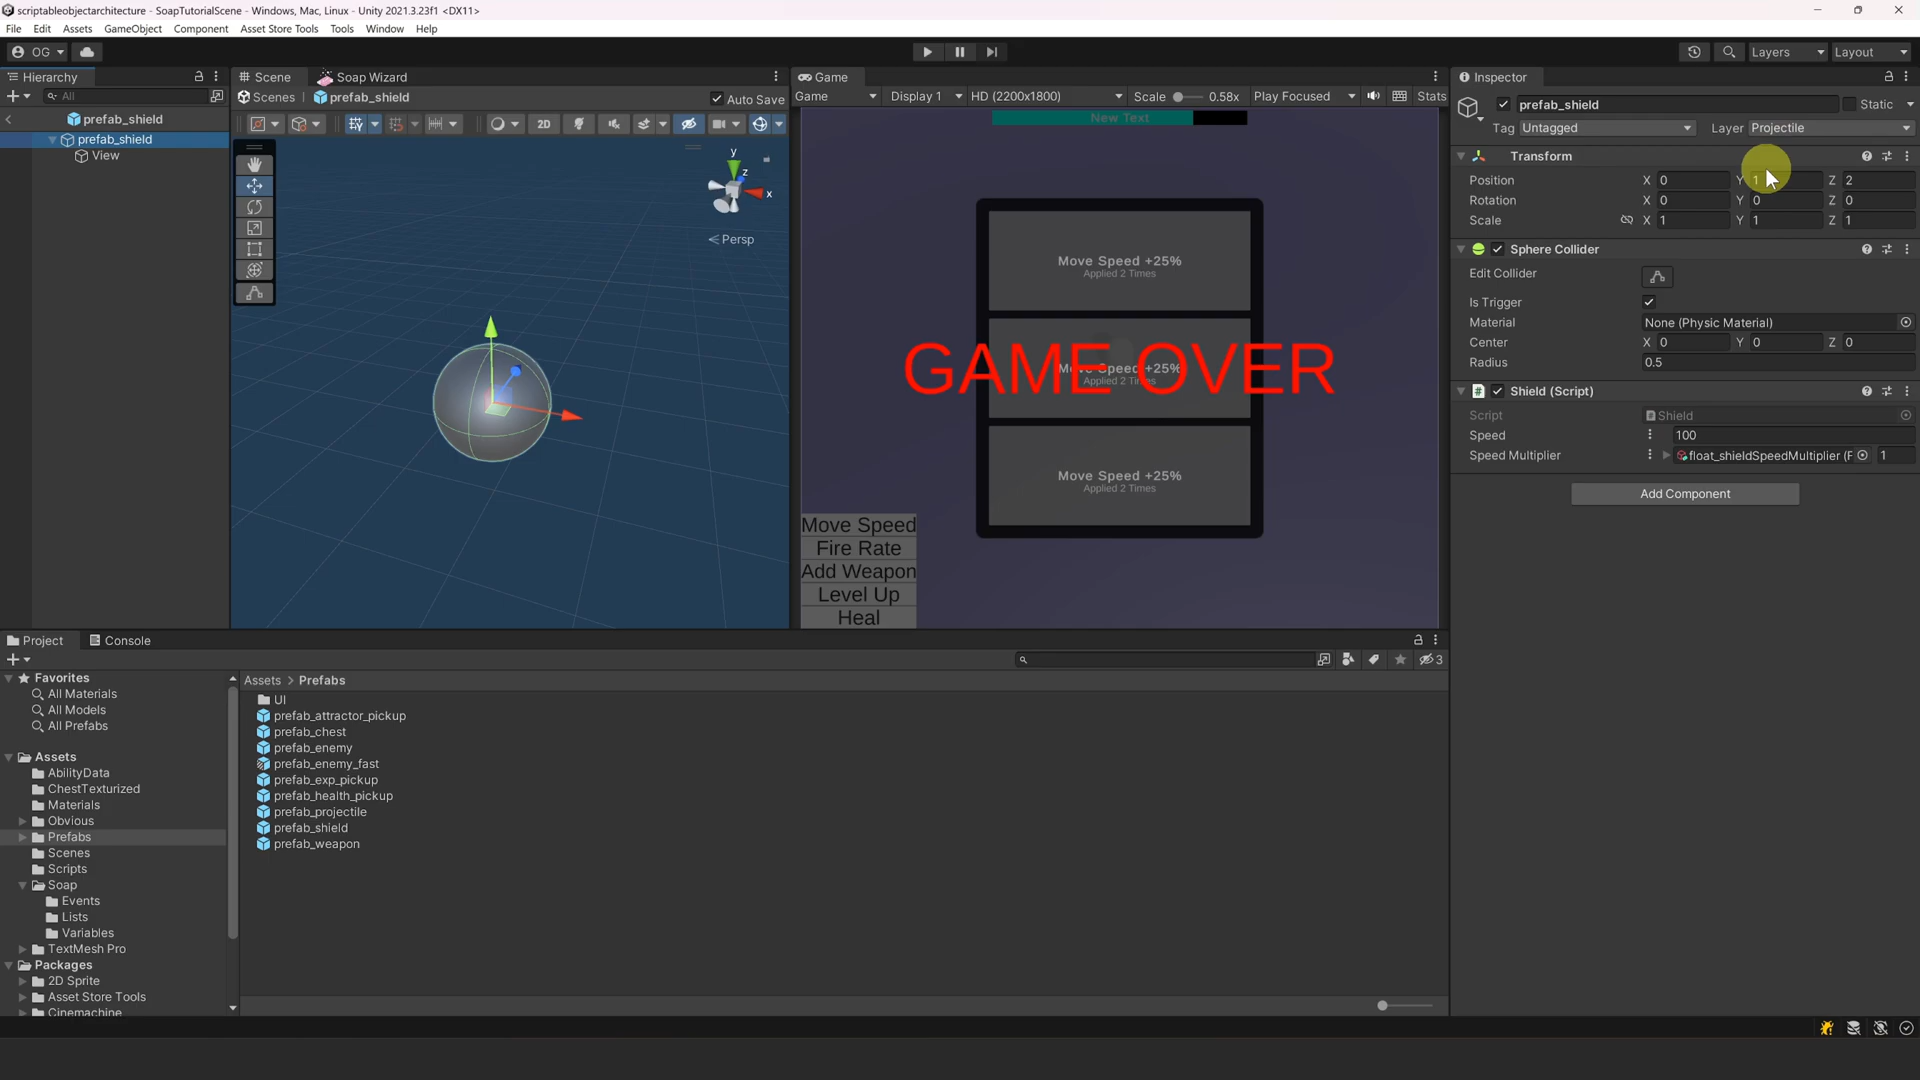 scriptableobjectarchitecture - SoapTutorialScene - Windows, Mac, Linux - Unity 2021.3.23f1 <DX11>
File Edit Assets GameObject Component Asset Store Tools Tools Window Help
OG Layers Layout
Hierarchy
All
prefab_shield
prefab_shield
View
Scene Soap Wizard
Scenes prefab_shield Auto Save
2D
y
z
x
Persp
Game
Game Display 1 HD (2200x1800) Scale 0.58x Play Focused Stats
New Text
Move Speed +25%
Applied 2 Times
Move Speed +25%
Applied 2 Times
GAME OVER
Move Speed +25%
Applied 2 Times
Move Speed
Fire Rate
Add Weapon
Level Up
Heal
Inspector
prefab_shield Static
Tag Untagged Layer Projectile
Transform
Position X 0 Y 1 Z 2
Rotation X 0 Y 0 Z 0
Scale X 1 Y 1 Z 1
Sphere Collider
Edit Collider
Is Trigger
Material None (Physic Material)
Center X 0 Y 0 Z 0
Radius 0.5
# Shield (Script)
Script Shield
Speed 100
Speed Multiplier float_shieldSpeedMultiplier (F 1
Add Component
Project Console
3
Favorites
All Materials
All Models
All Prefabs
Assets
AbilityData
ChestTexturized
Materials
Obvious
Prefabs
Scenes
Scripts
Soap
Events
Lists
Variables
TextMesh Pro
Packages
2D Sprite
Asset Store Tools
Cinemachine
Assets > Prefabs
UI
prefab_attractor_pickup
prefab_chest
prefab_enemy
prefab_enemy_fast
prefab_exp_pickup
prefab_health_pickup
prefab_projectile
prefab_shield
prefab_weapon